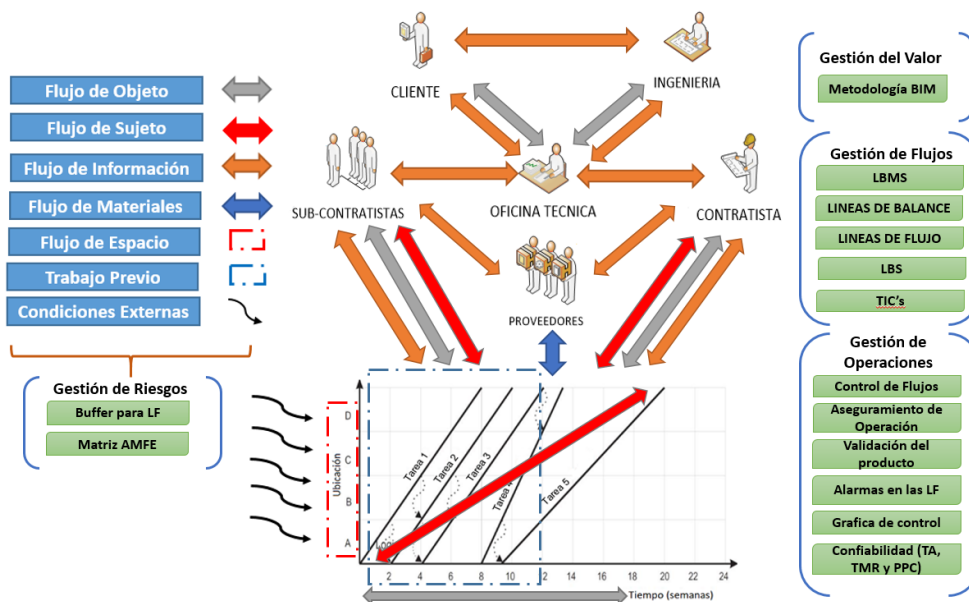 Flujo de Objeto
Flujo de Sujeto
Flujo de Información
Flujo de Materiales
Flujo de Espacio
Trabajo Previo
Condiciones Externas
Gestión de Riesgos
Buffer para LF
Matriz AMFE
CLIENTE
INGENIERIA
SUB-CONTRATISTAS
OFICINA TECNICA
CONTRATISTA
PROVEEDORES
Gestión del Valor
Metodología BIM
Gestión de Flujos
LBMS
LINEAS DE BALANCE
LINEAS DE FLUJO
LBS
TIC's
Gestión de
Operaciones
Control de Flujos
Aseguramiento de
Operación
Validación del
producto
Alarmas en las LF
Grafica de control
Confiabilidad (TA,
TMR y PPC)
Ubicación
D
C
B
A
Tarea 1
Tarea 2
Tarea 3
Tarea 4
Tarea 5
2 4 6 8 10 12 14 16 18 20 22 24
Tiempo (semanas)